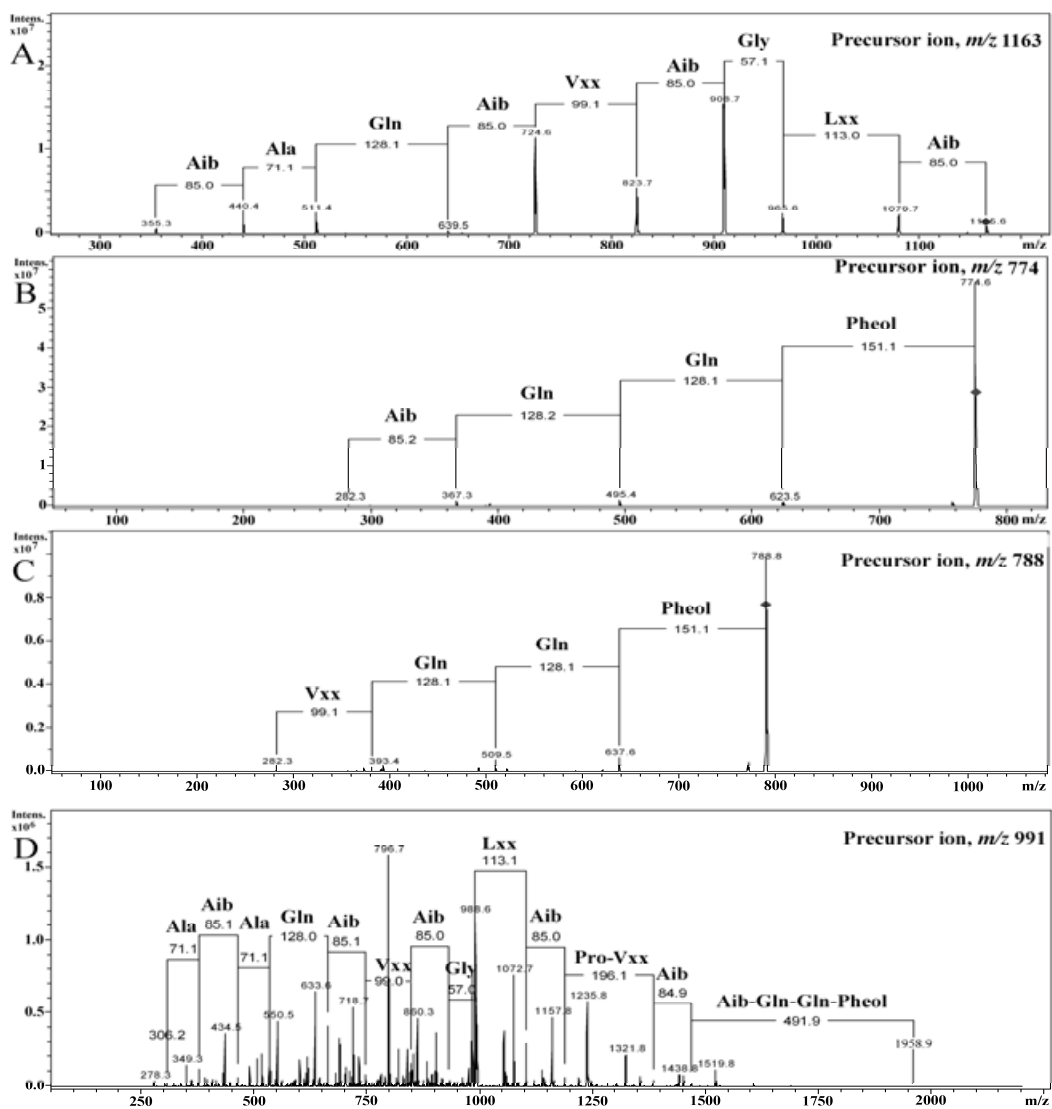 Intens.
x10⁷
A
Precursor ion, m/z 1163
Gly
57.1
Aib
85.0
Vxx
99.1
Aib
85.0
Gln
128.1
Ala
71.1
Aib
85.0
Lxx
113.0
Aib
85.0
2
1
0
355.3
440.4
511.4
639.5
724.6
823.7
908.7
965.6
1079.7
300 400 500 600 700 800 900 1000 1100 m/z
Intens.
x10⁷
B
Precursor ion, m/z 774
774.6
Pheol
151.1
Gln
128.1
Gln
128.2
Aib
85.2
5
4
3
2
1
0
282.3
367.3
495.4
623.5
100 200 300 400 500 600 700 800 m/z
Intens.
x10⁷
C
Precursor ion, m/z 788
788.8
Pheol
151.1
Gln
128.1
Gln
128.1
Vxx
99.1
0.8
0.6
0.4
0.2
0.0
282.3
393.4
509.5
637.6
100 200 300 400 500 600 700 800 900 1000 m/z
Intens.
x10⁶
D
Precursor ion, m/z 991
796.7
Lxx
113.1
Ala
71.1
Aib
85.1
Ala
71.1
Gln
128.0
Aib
85.1
Vxx
99.0
Aib
85.0
Gly
57.0
988.6
Aib
85.0
Pro-Vxx
196.1
Aib
84.9
Aib-Gln-Gln-Pheol
491.9
1.5
1.0
0.5
0.0
278.3
306.2
349.3
434.5
550.5
633.6
718.7
860.3
1072.7
1157.8
1235.8
1321.8
1438.8
1519.8
1958.9
250 500 750 1000 1250 1500 1750 2000 m/z